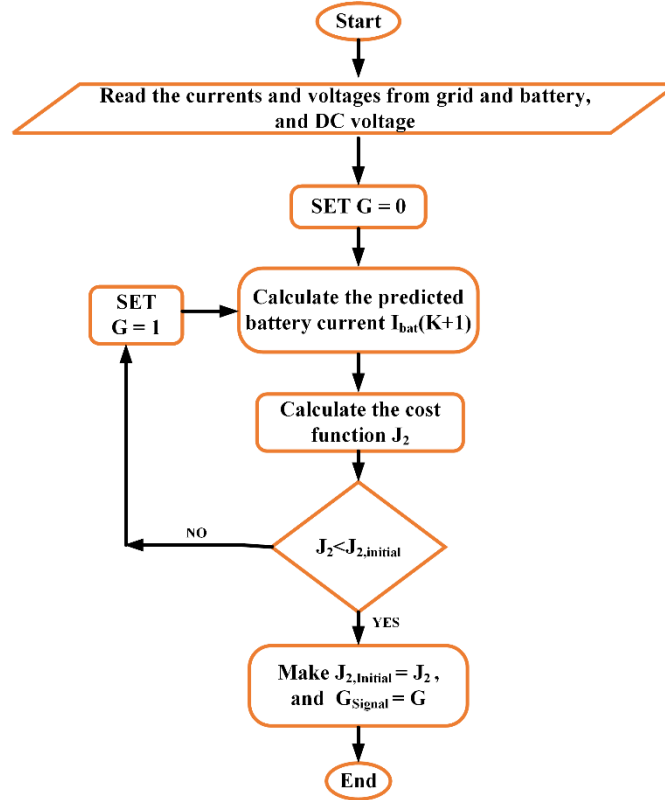 Start
Read the currents and voltages from grid and battery,
and DC voltage
SET G = 0
SET
G = 1
Calculate the predicted
battery current I_bat(K+1)
Calculate the cost
function J₂
NO
J₂<J₂,initial
YES
Make J₂,Initial = J₂ ,
and G_Signal = G
End